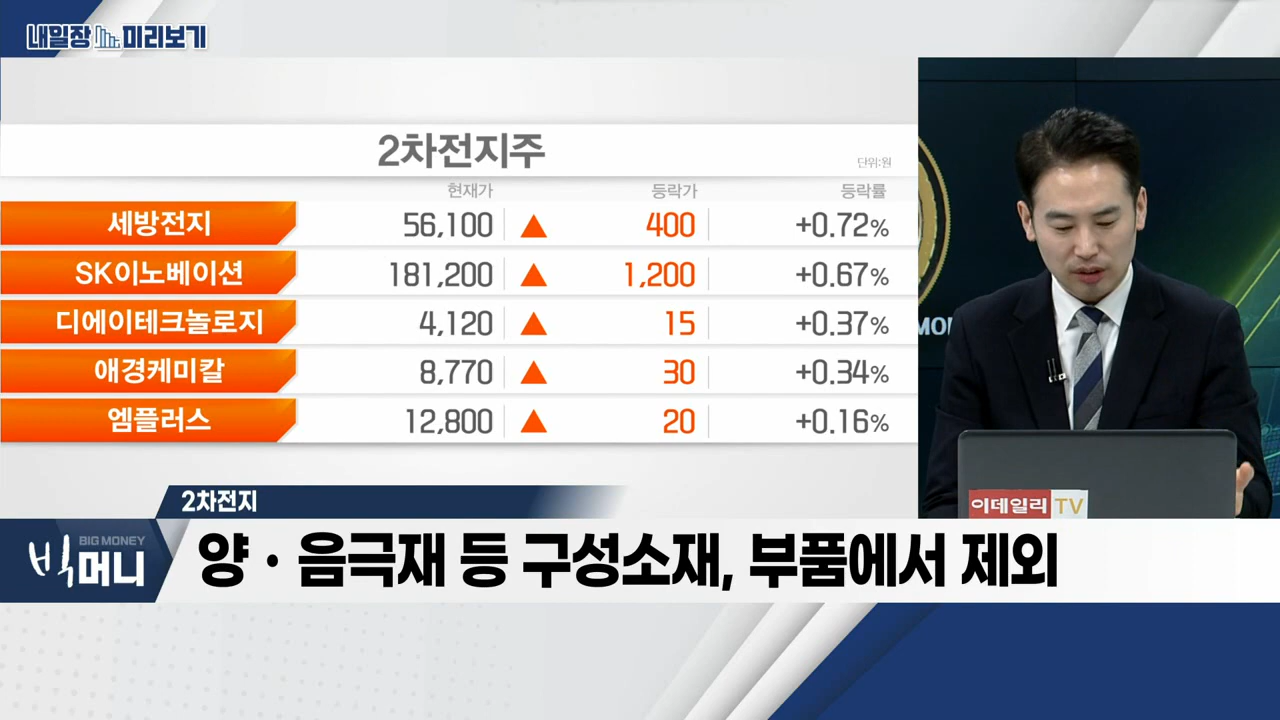 내일장 미리보기
2차전지주
단위:원
현재가 등락가 등락률
세방전지 56,100 ▲ 400 +0.72%
SK이노베이션 181,200 ▲ 1,200 +0.67%
디에이테크놀로지 4,120 ▲ 15 +0.37%
애경케미칼 8,770 ▲ 30 +0.34%
엠플러스 12,800 ▲ 20 +0.16%
이데일리TV
2차전지
BIG MONEY
빅머니
양·음극재 등 구성소재, 부품에서 제외